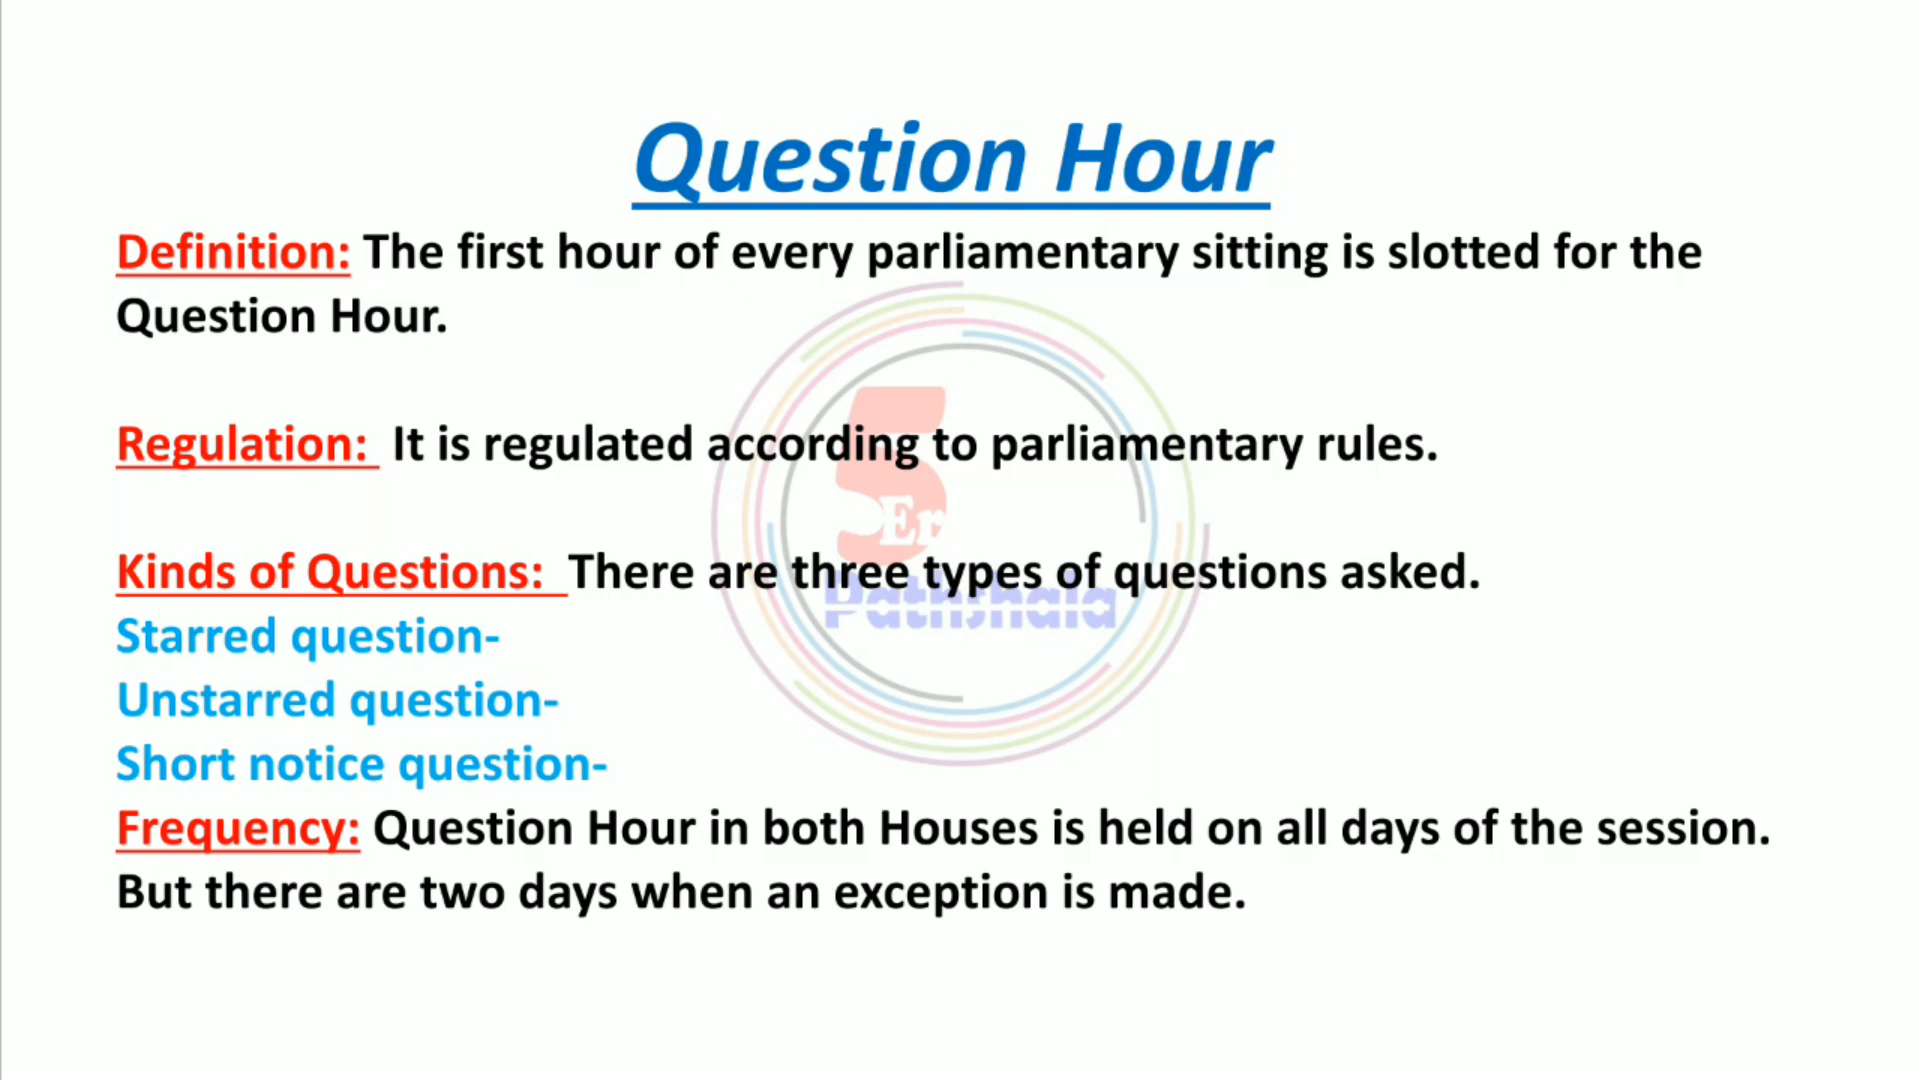 Question Hour
Definition: The first hour of every parliamentary sitting is slotted for the
Question Hour.
Regulation: It is regulated according to parliamentary rules.
5
Er
Kinds of Questions: There are three types of questions asked.
Pathshala
Starred question-
Unstarred question-
Short notice question-
Frequency: Question Hour in both Houses is held on all days of the session.
But there are two days when an exception is made.